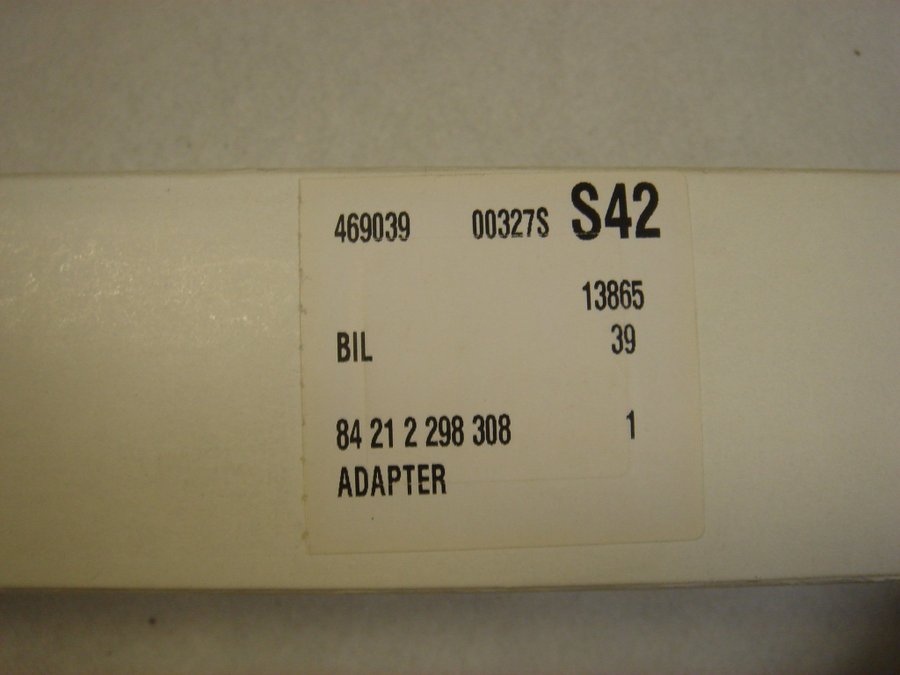 469039 00327S S42
13865
BIL 39
84 21 2 298 308 1
ADAPTER